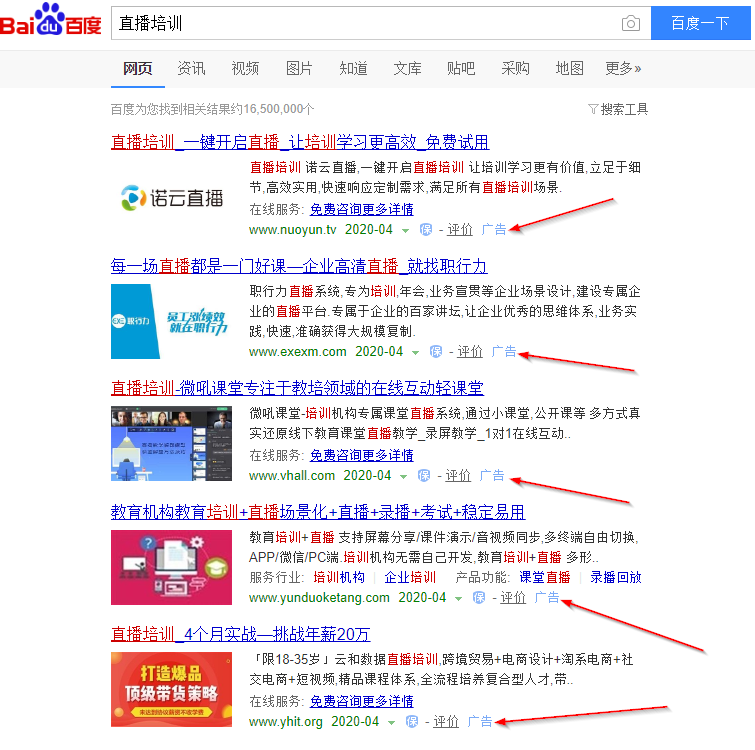 Bai du 百度
直播培训
百度一下
网页 资讯 视频 图片 知道 文库 贴吧 采购 地图 更多»
百度为您找到相关结果约16,500,000个
搜索工具
直播培训_一键开启直播_让培训学习更高效_免费试用
诺云直播
直播培训 诺云直播,一键开启直播培训 让培训学习更有价值,立足于细
节,高效实用,快速响应定制需求,满足所有直播培训场景.
在线服务: 免费咨询更多详情
www.nuoyun.tv 2020-04 保 - 评价 广告
每一场直播都是一门好课—企业高清直播_就找职行力
EXE 职行力
员工涨绩效
就在职行力
职行力直播系统,专为培训,年会,业务宣贯等企业场景设计,建设专属企
业的直播平台.专属于企业的百家讲坛,让企业优秀的思维体系,业务实
践,快速,准确获得大规模复制.
www.exexm.com 2020-04 保 - 评价 广告
直播培训-微吼课堂专注于教培领域的在线互动轻课堂
微吼课堂-培训机构专属课堂直播系统,通过小课堂,公开课等 多方式真
实还原线下教育课堂直播教学_录屏教学_1对1在线互动..
在线服务: 免费咨询更多详情
www.vhall.com 2020-04 保 - 评价 广告
教育机构教育培训+直播场景化+直播+录播+考试+稳定易用
教育培训+直播 支持屏幕分享/课件演示/音视频同步,多终端自由切换,
APP/微信/PC端.培训机构无需自己开发,教育培训+直播 多形..
服务行业: 培训机构 企业培训 产品功能: 课堂直播 录播回放
www.yunduoketang.com 2020-04 保 - 评价 广告
直播培训_4个月实战—挑战年薪20万
打造爆品
顶级带货策略
未达到协议薪资不收学费
「限18-35岁」云和数据直播培训,跨境贸易+电商设计+淘系电商+社
交电商+短视频,精品课程体系,全流程培养复合型人才,带..
在线服务: 免费咨询更多详情
www.yhit.org 2020-04 保 - 评价 广告